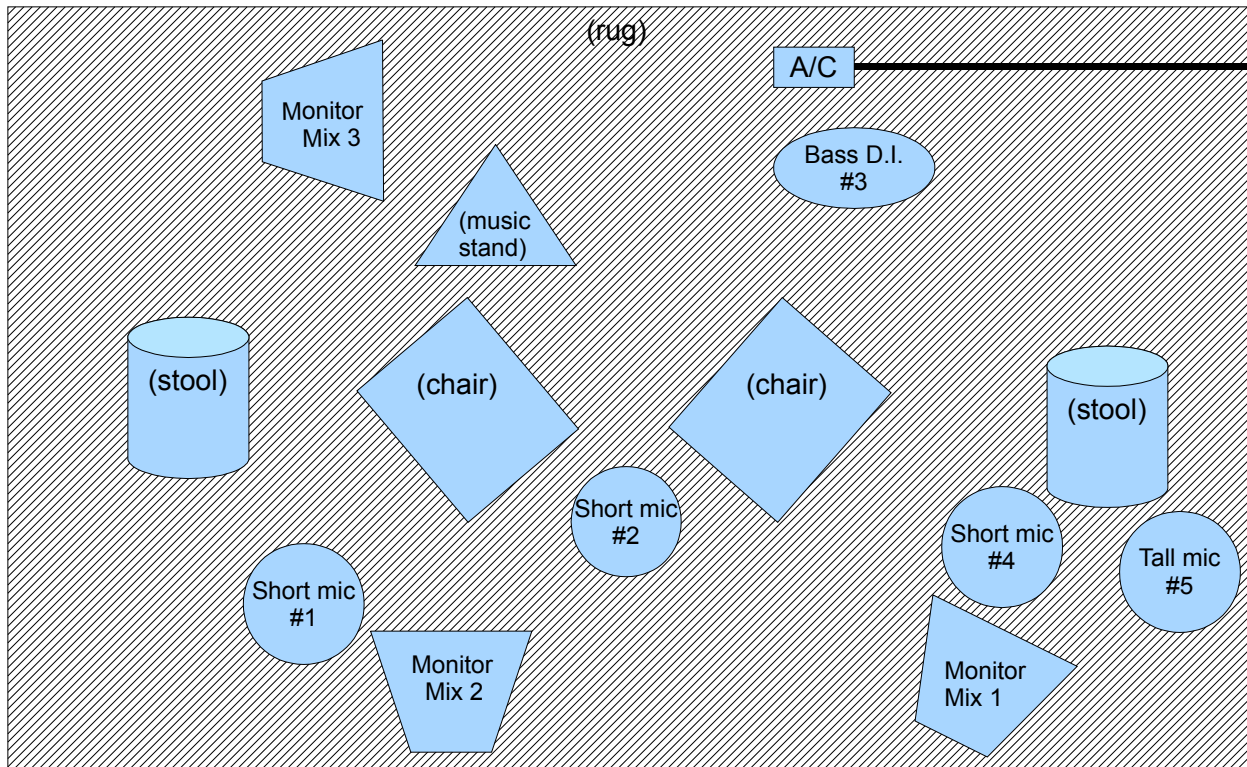 (rug)
A/C
Monitor
Mix 3
Bass D.I.
#3
(music
stand)
(stool)
(chair)
(chair)
(stool)
Short mic
#2
Short mic
#4
Tall mic
#5
Short mic
#1
Monitor
Mix 2
Monitor
Mix 1